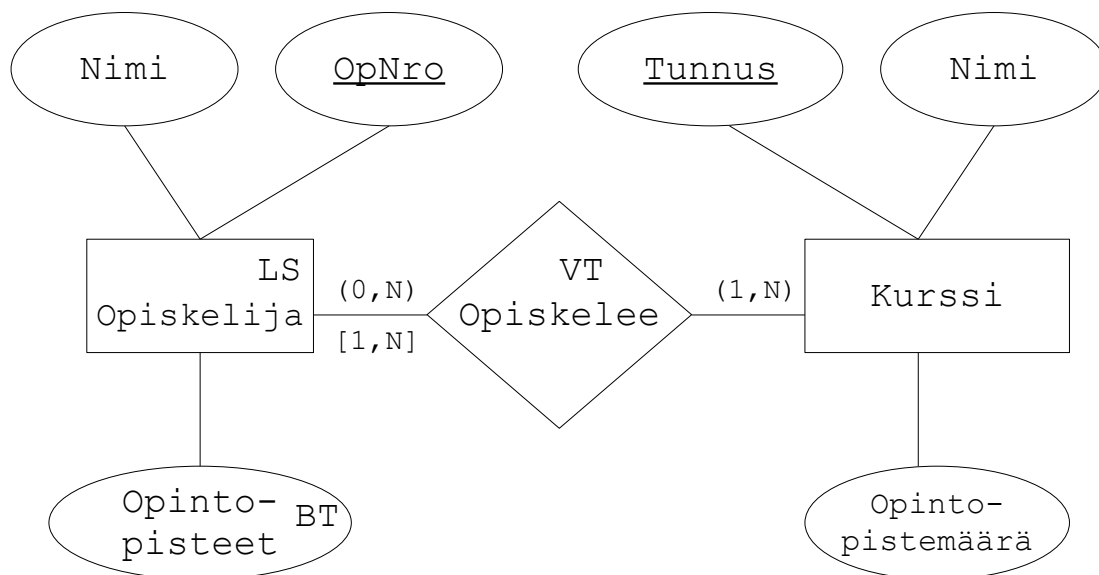 Nimi
OpNro
Tunnus
Nimi
LS
Opiskelija
(0,N)
[1,N]
VT
Opiskelee
(1,N)
Kurssi
Opinto-
pisteet
BT
Opinto-
pistemäärä